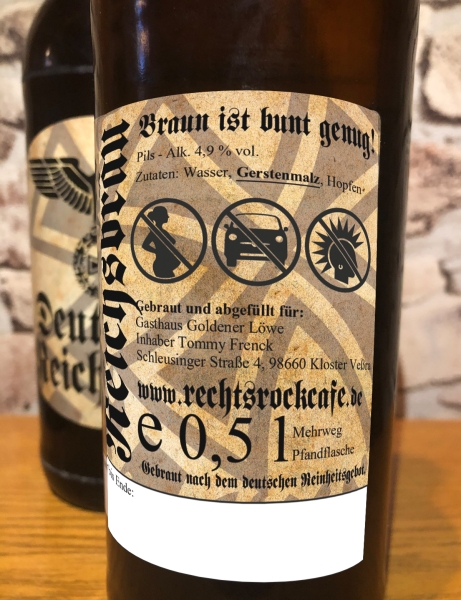 Braun ist bunt genug!
Pils - Alk. 4,9 % vol.
Zutaten: Wasser, Gerstenmalz, Hopfen
Reichsbräu
Gebraut und abgefüllt für:
Gasthaus Goldener Löwe
Inhaber Tommy Frenck
Schleusinger Straße 4, 98660 Kloster Veßra
www.rechtsrockcafe.de
e 0,5 l
Mehrweg
Pfandflasche
Gebraut nach dem deutschen Reinheitsgebot.
Ende:
Deut
Reich